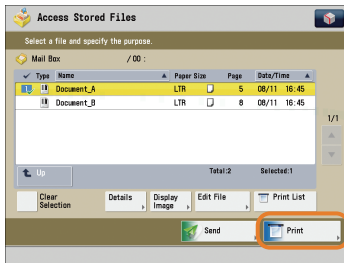 Access Stored Files
Select a file and specify the purpose.
Mail Box / 00 :
✓ Type Name ▲ Paper Size Page Date/Time ▲
1 Document_A LTR 5 08/11 16:45
Document_B LTR 8 08/11 16:45
1/1
Up Total:2 Selected:1
Clear Selection Details Display Image Edit File Print List
Send Print